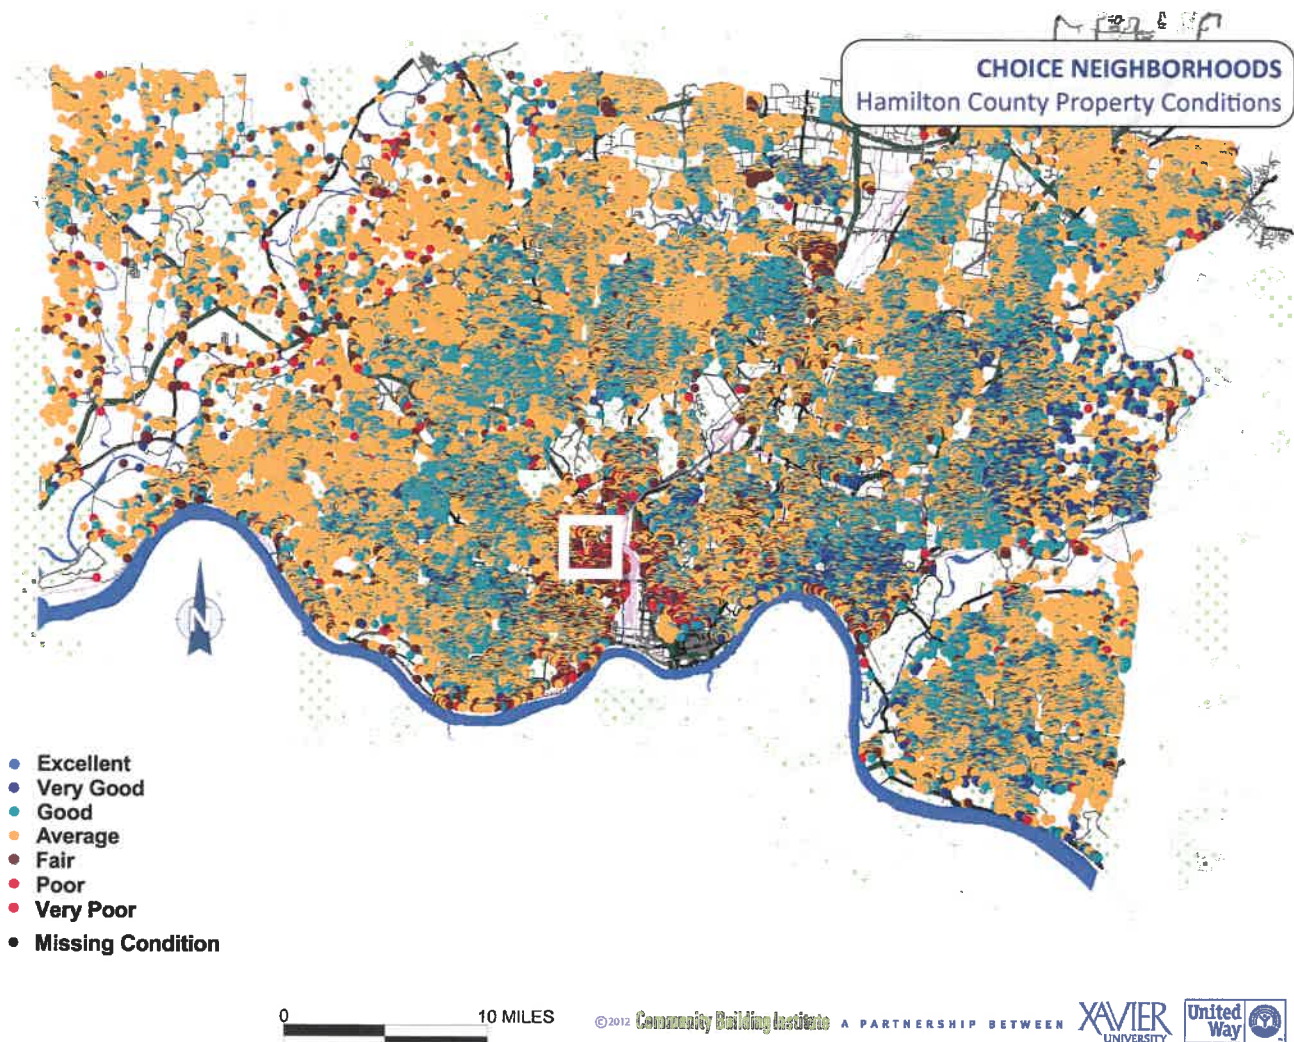 CHOICE NEIGHBORHOODS
Hamilton County Property Conditions
N
Excellent
Very Good
Good
Average
Fair
Poor
Very Poor
Missing Condition
0 10 MILES
©2012 Community Building Institute A PARTNERSHIP BETWEEN
XAVIER
UNIVERSITY
United
Way